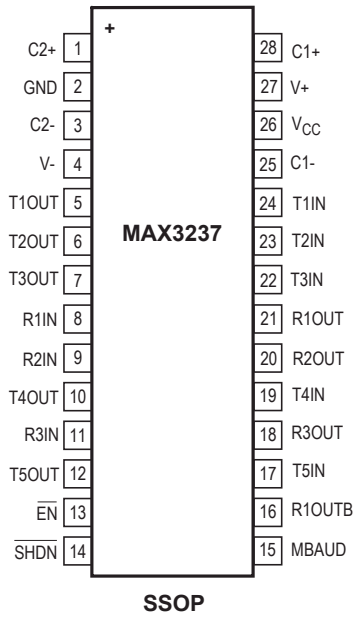 +
C2+ 1 28 C1+
GND 2 27 V+
C2- 3 26 VCC
V- 4 25 C1-
T1OUT 5 24 T1IN
T2OUT 6 MAX3237 23 T2IN
T3OUT 7 22 T3IN
R1IN 8 21 R1OUT
R2IN 9 20 R2OUT
T4OUT 10 19 T4IN
R3IN 11 18 R3OUT
T5OUT 12 17 T5IN
EN 13 16 R1OUTB
SHDN 14 15 MBAUD
SSOP